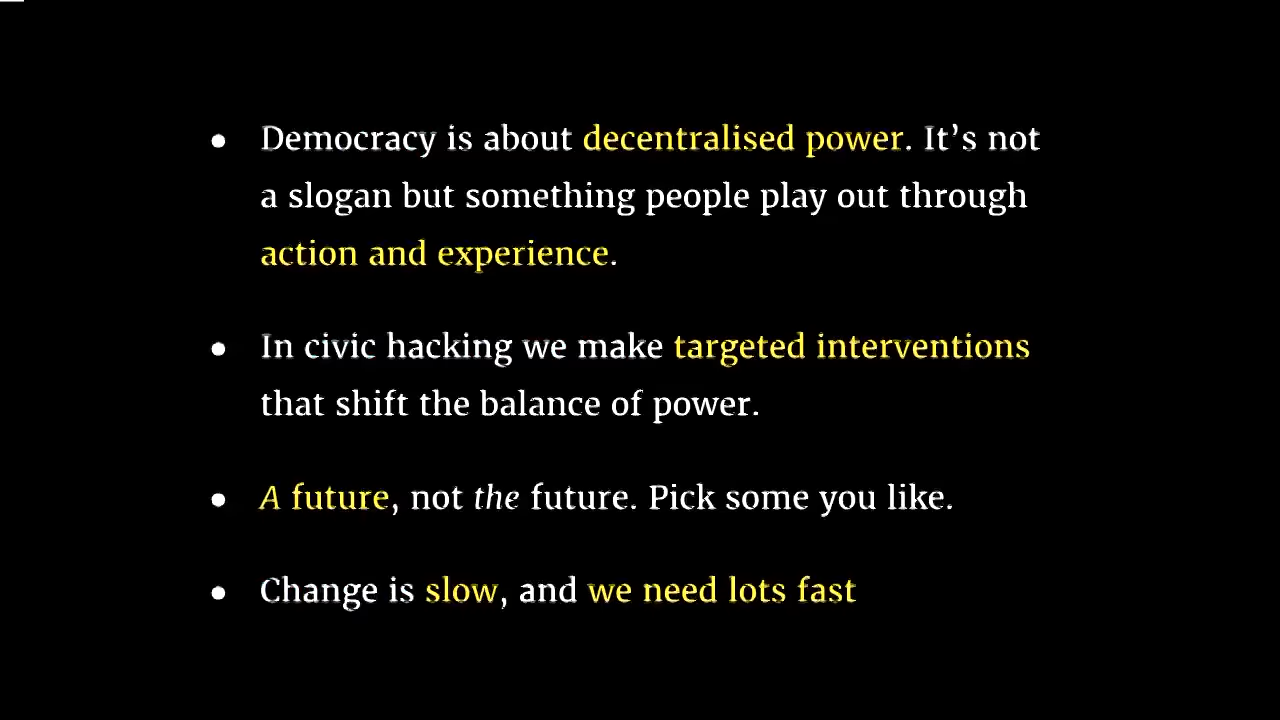 • Democracy is about decentralised power. It’s not
a slogan but something people play out through
action and experience.
• In civic hacking we make targeted interventions
that shift the balance of power.
• A future, not the future. Pick some you like.
• Change is slow, and we need lots fast